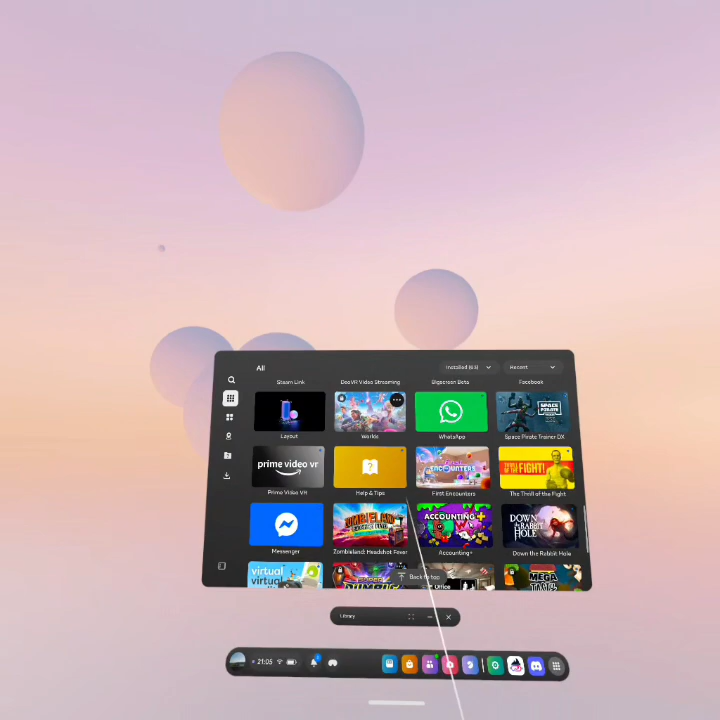 All
Installed (63)
Recent
Steam Link
DeoVR Video Streaming
Bigscreen Beta
Facebook
Layout
Worlds
WhatsApp
SPACE PIRATE
Space Pirate Trainer DX
prime video vr
Prime Video VR
?
Help & Tips
FIRST
ENCOUNTERS
First Encounters
THRILL OF THE FIGHT!
The Thrill of the Fight
Messenger
ZOMBIELAND
Zombieland: Headshot Fever
ACCOUNTING+
Accounting+
DOWN THE RABBIT HOLE
Down the Rabbit Hole
virtual
virtual
Back to top
Office
MEGA
Library
21:05